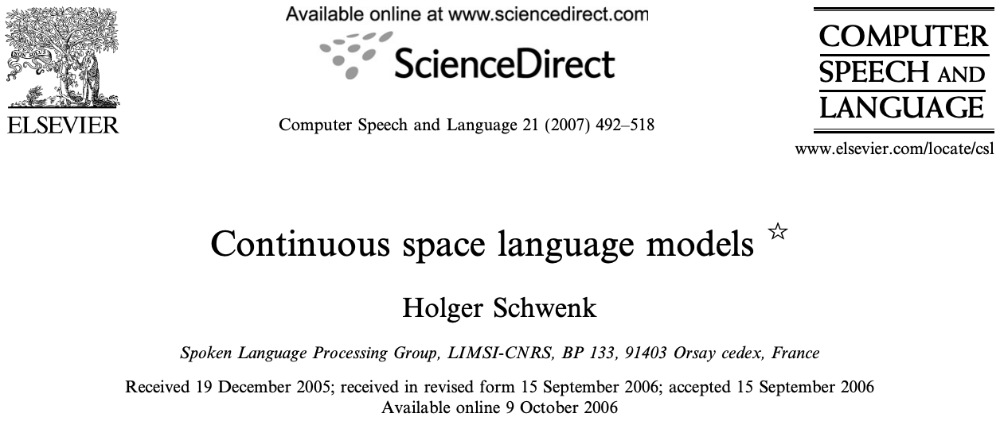 Available online at www.sciencedirect.com
ScienceDirect
COMPUTER
SPEECH AND
LANGUAGE
ELSEVIER
Computer Speech and Language 21 (2007) 492–518
www.elsevier.com/locate/csl
Continuous space language models ☆
Holger Schwenk
Spoken Language Processing Group, LIMSI-CNRS, BP 133, 91403 Orsay cedex, France
Received 19 December 2005; received in revised form 15 September 2006; accepted 15 September 2006
Available online 9 October 2006